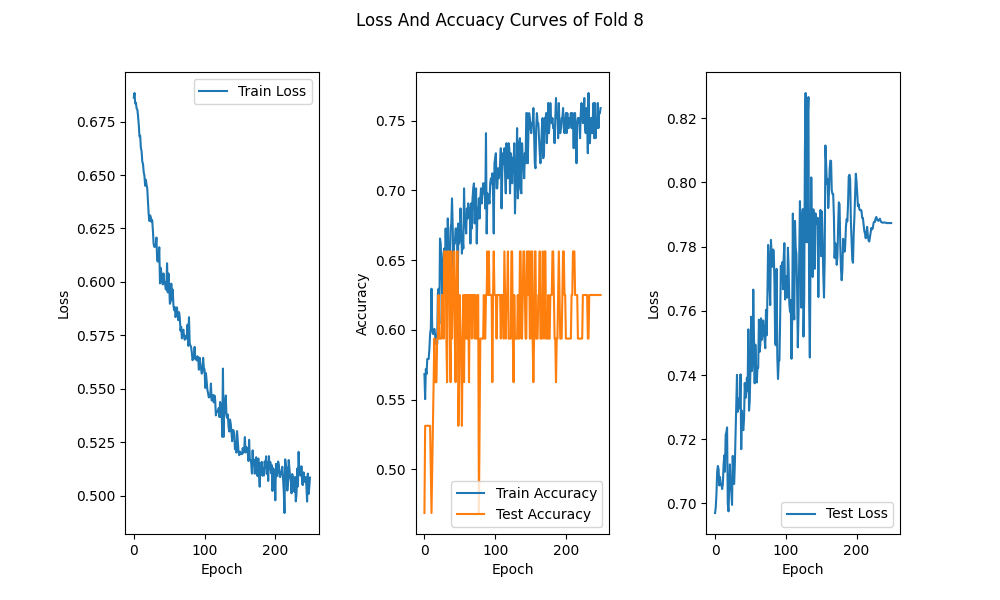 Loss And Accuacy Curves of Fold 8
Train Loss
0.675
0.650
0.625
0.600
0.575
0.550
0.525
0.500
Loss
0
100
200
Epoch
0.75
0.70
0.65
0.60
0.55
0.50
Accuracy
Train Accuracy
Test Accuracy
0
100
200
Epoch
0.82
0.80
0.78
0.76
0.74
0.72
0.70
Loss
Test Loss
0
100
200
Epoch